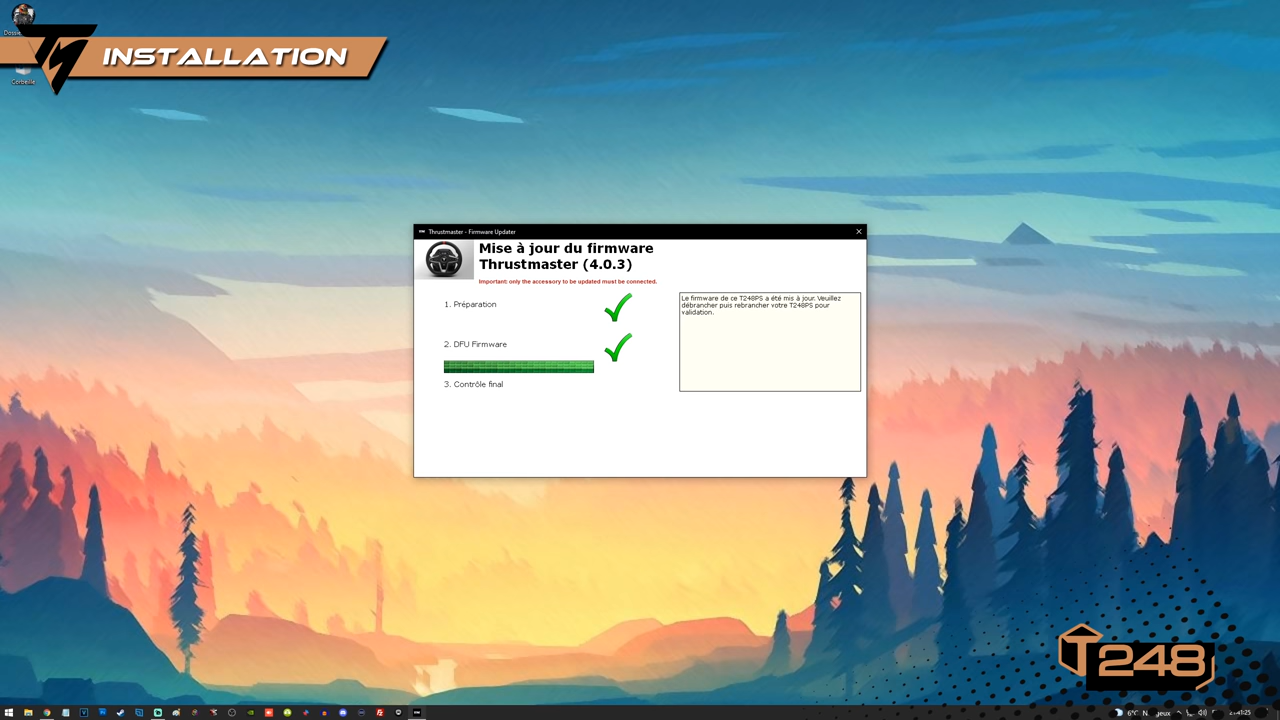 INSTALLATION
Corbeille
Thrustmaster - Firmware Updater
Mise à jour du firmware
Thrustmaster (4.0.3)
Important: only the accessory to be updated must be connected.
1. Préparation
2. DFU Firmware
3. Contrôle final
Le firmware de ce T248PS a été mis à jour. Veuillez
débrancher puis rebrancher votre T248PS pour
validation.
T248
6°C